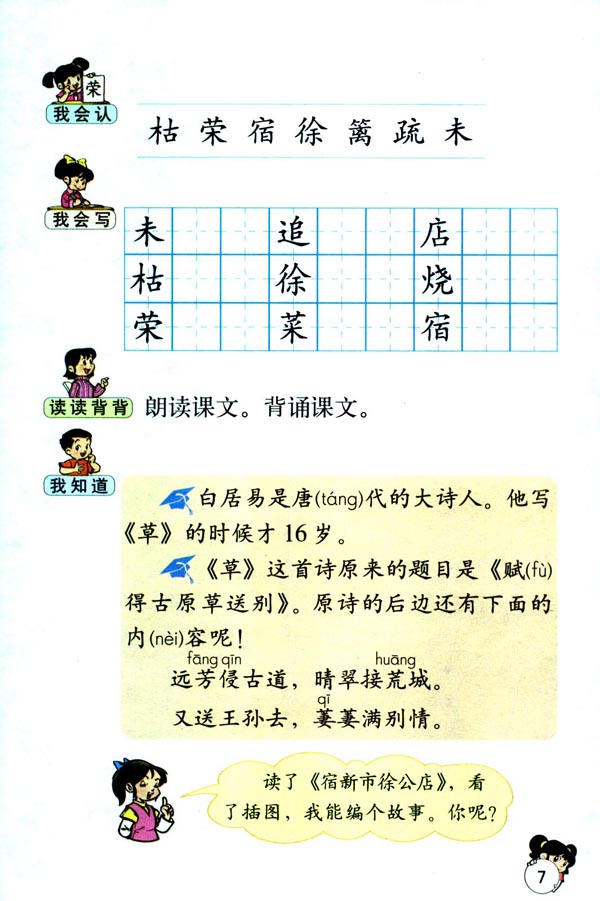 荣
我会认
枯 荣 宿 徐 篱 疏 未
我会写
未 追 店
枯 徐 烧
荣 菜 宿
读读背背
朗读课文。背诵课文。
我知道
白居易是唐(táng)代的大诗人。他写
《草》的时候才 16 岁。
《草》这首诗原来的题目是《赋(fù)
得古原草送别》。原诗的后边还有下面的
内(nèi)容呢！
fāng qīn huāng
远芳侵古道，晴翠接荒城。
qī
又送王孙去，萋萋满别情。
读了《宿新市徐公店》，看
了插图，我能编个故事。你呢？
7